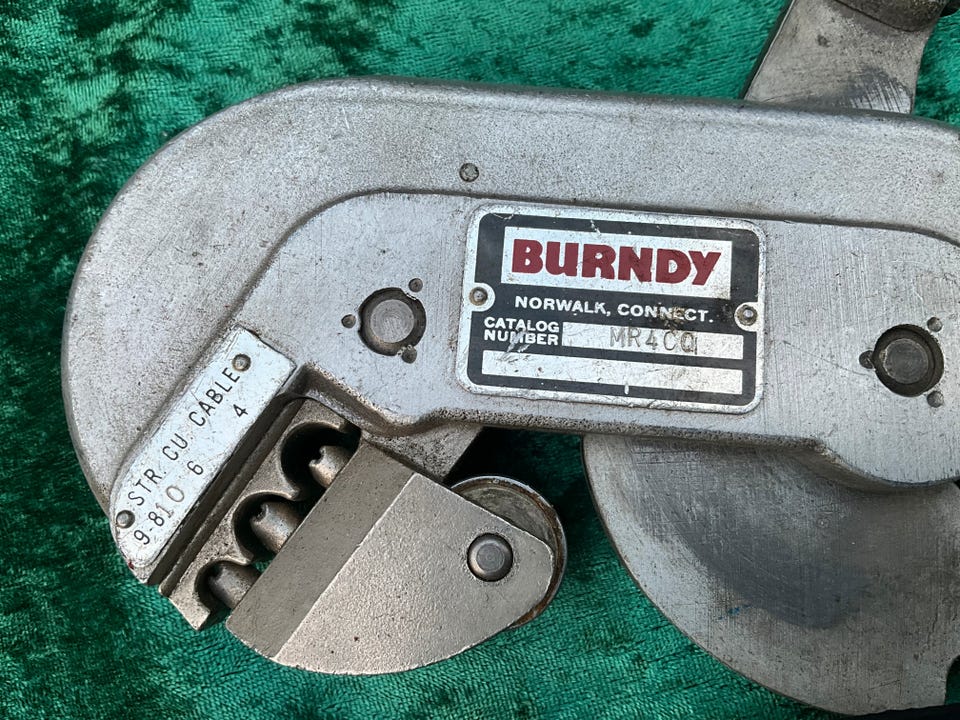 BURNDY
NORWALK, CONNECT.
CATALOG
NUMBER
MR4CQ
STR. CU. CABLE
9-810 6 4